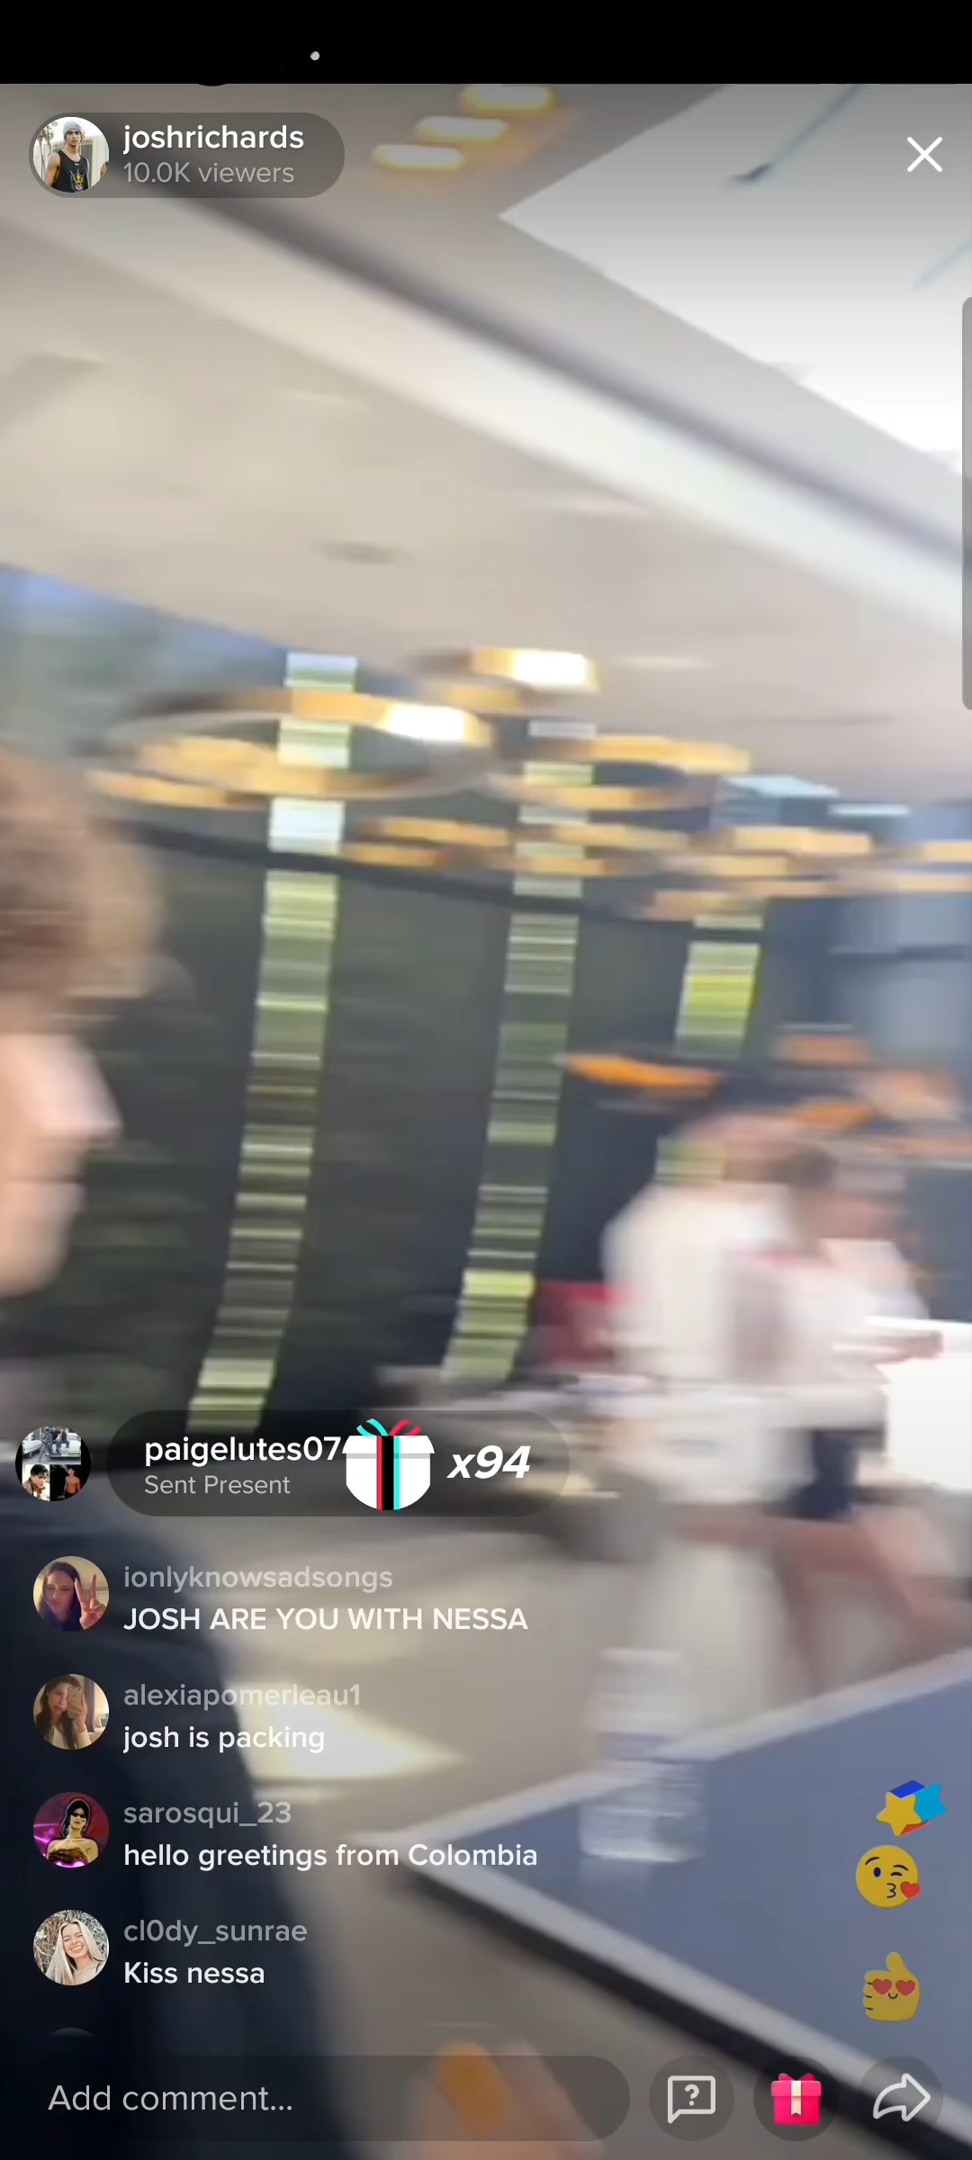 joshrichards
10.0K viewers
paigelutes07
Sent Present
x94
ionlyknowsadsongs
JOSH ARE YOU WITH NESSA
alexiapomerleau1
josh is packing
sarosqui_23
hello greetings from Colombia
cl0dy_sunrae
Kiss nessa
Add comment...